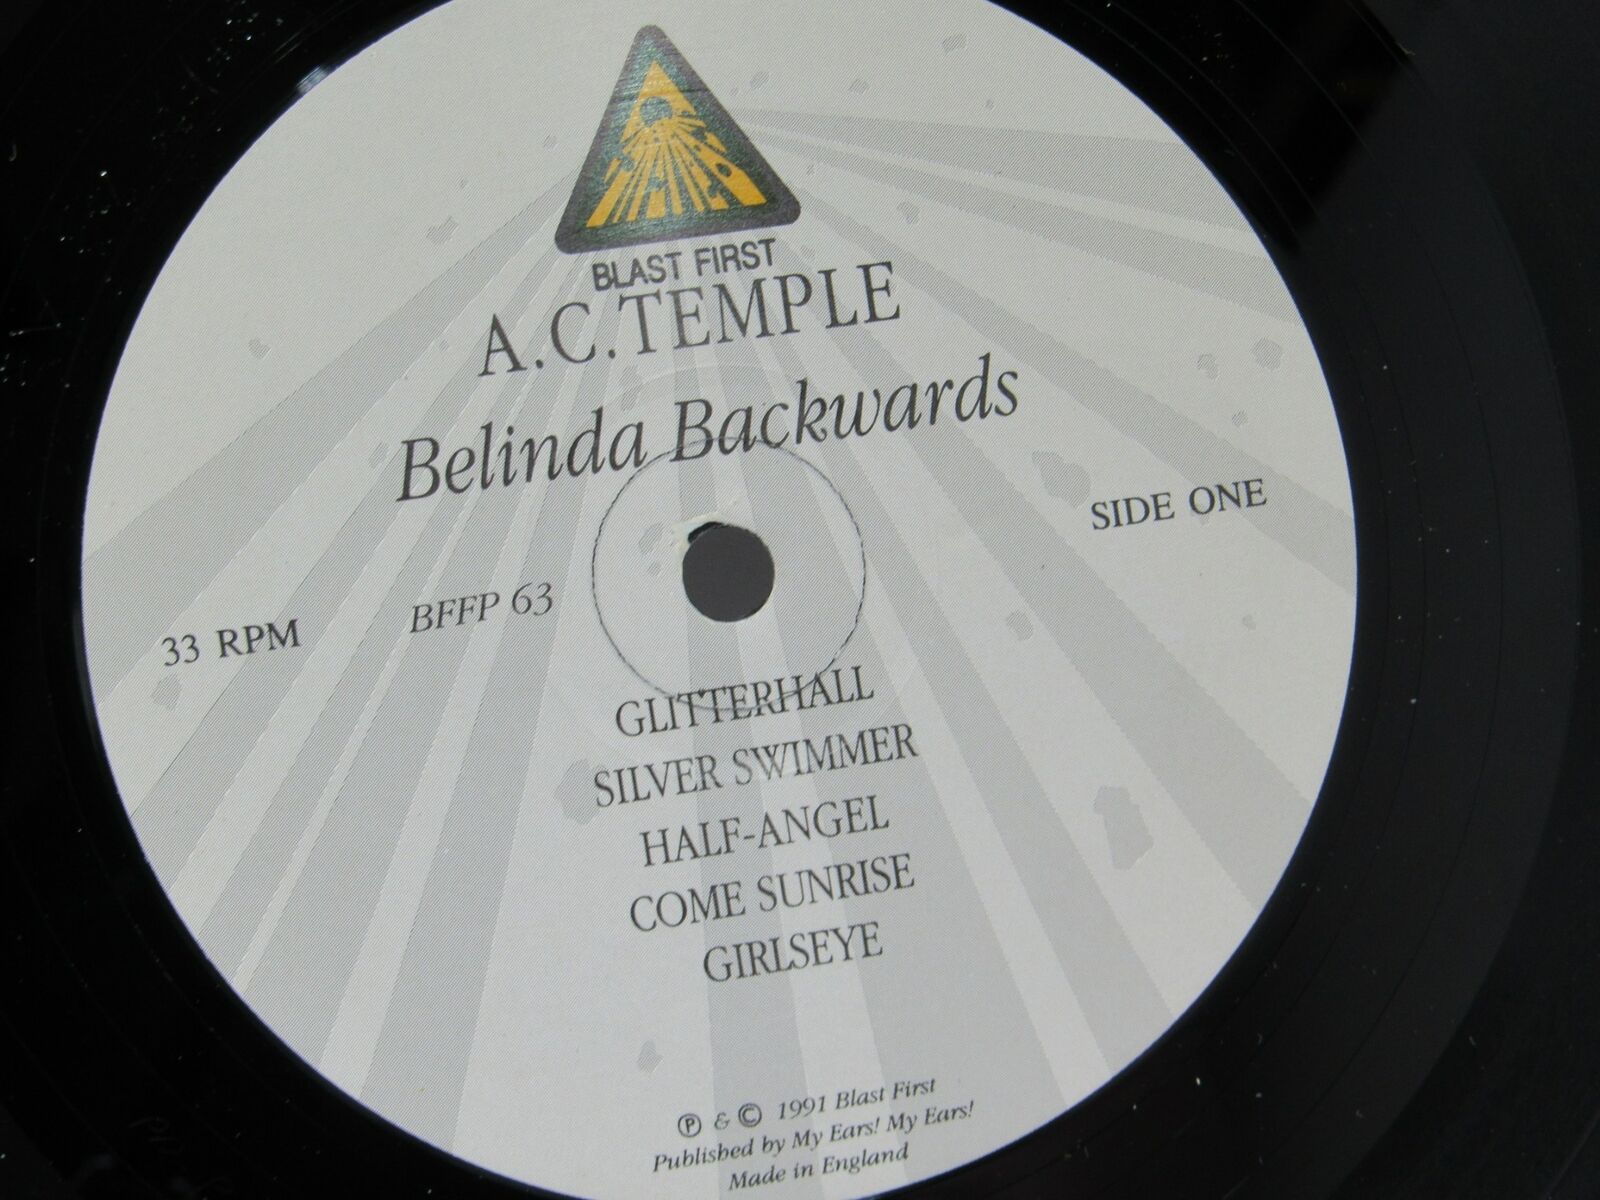 BLAST FIRST
A.C. TEMPLE
Belinda Backwards
SIDE ONE
33 RPM
BFFP 63
GLITTERHALL
SILVER SWIMMER
HALF-ANGEL
COME SUNRISE
GIRLSEYE
℗ & © 1991 Blast First
Published by My Ears! My Ears!
Made in England